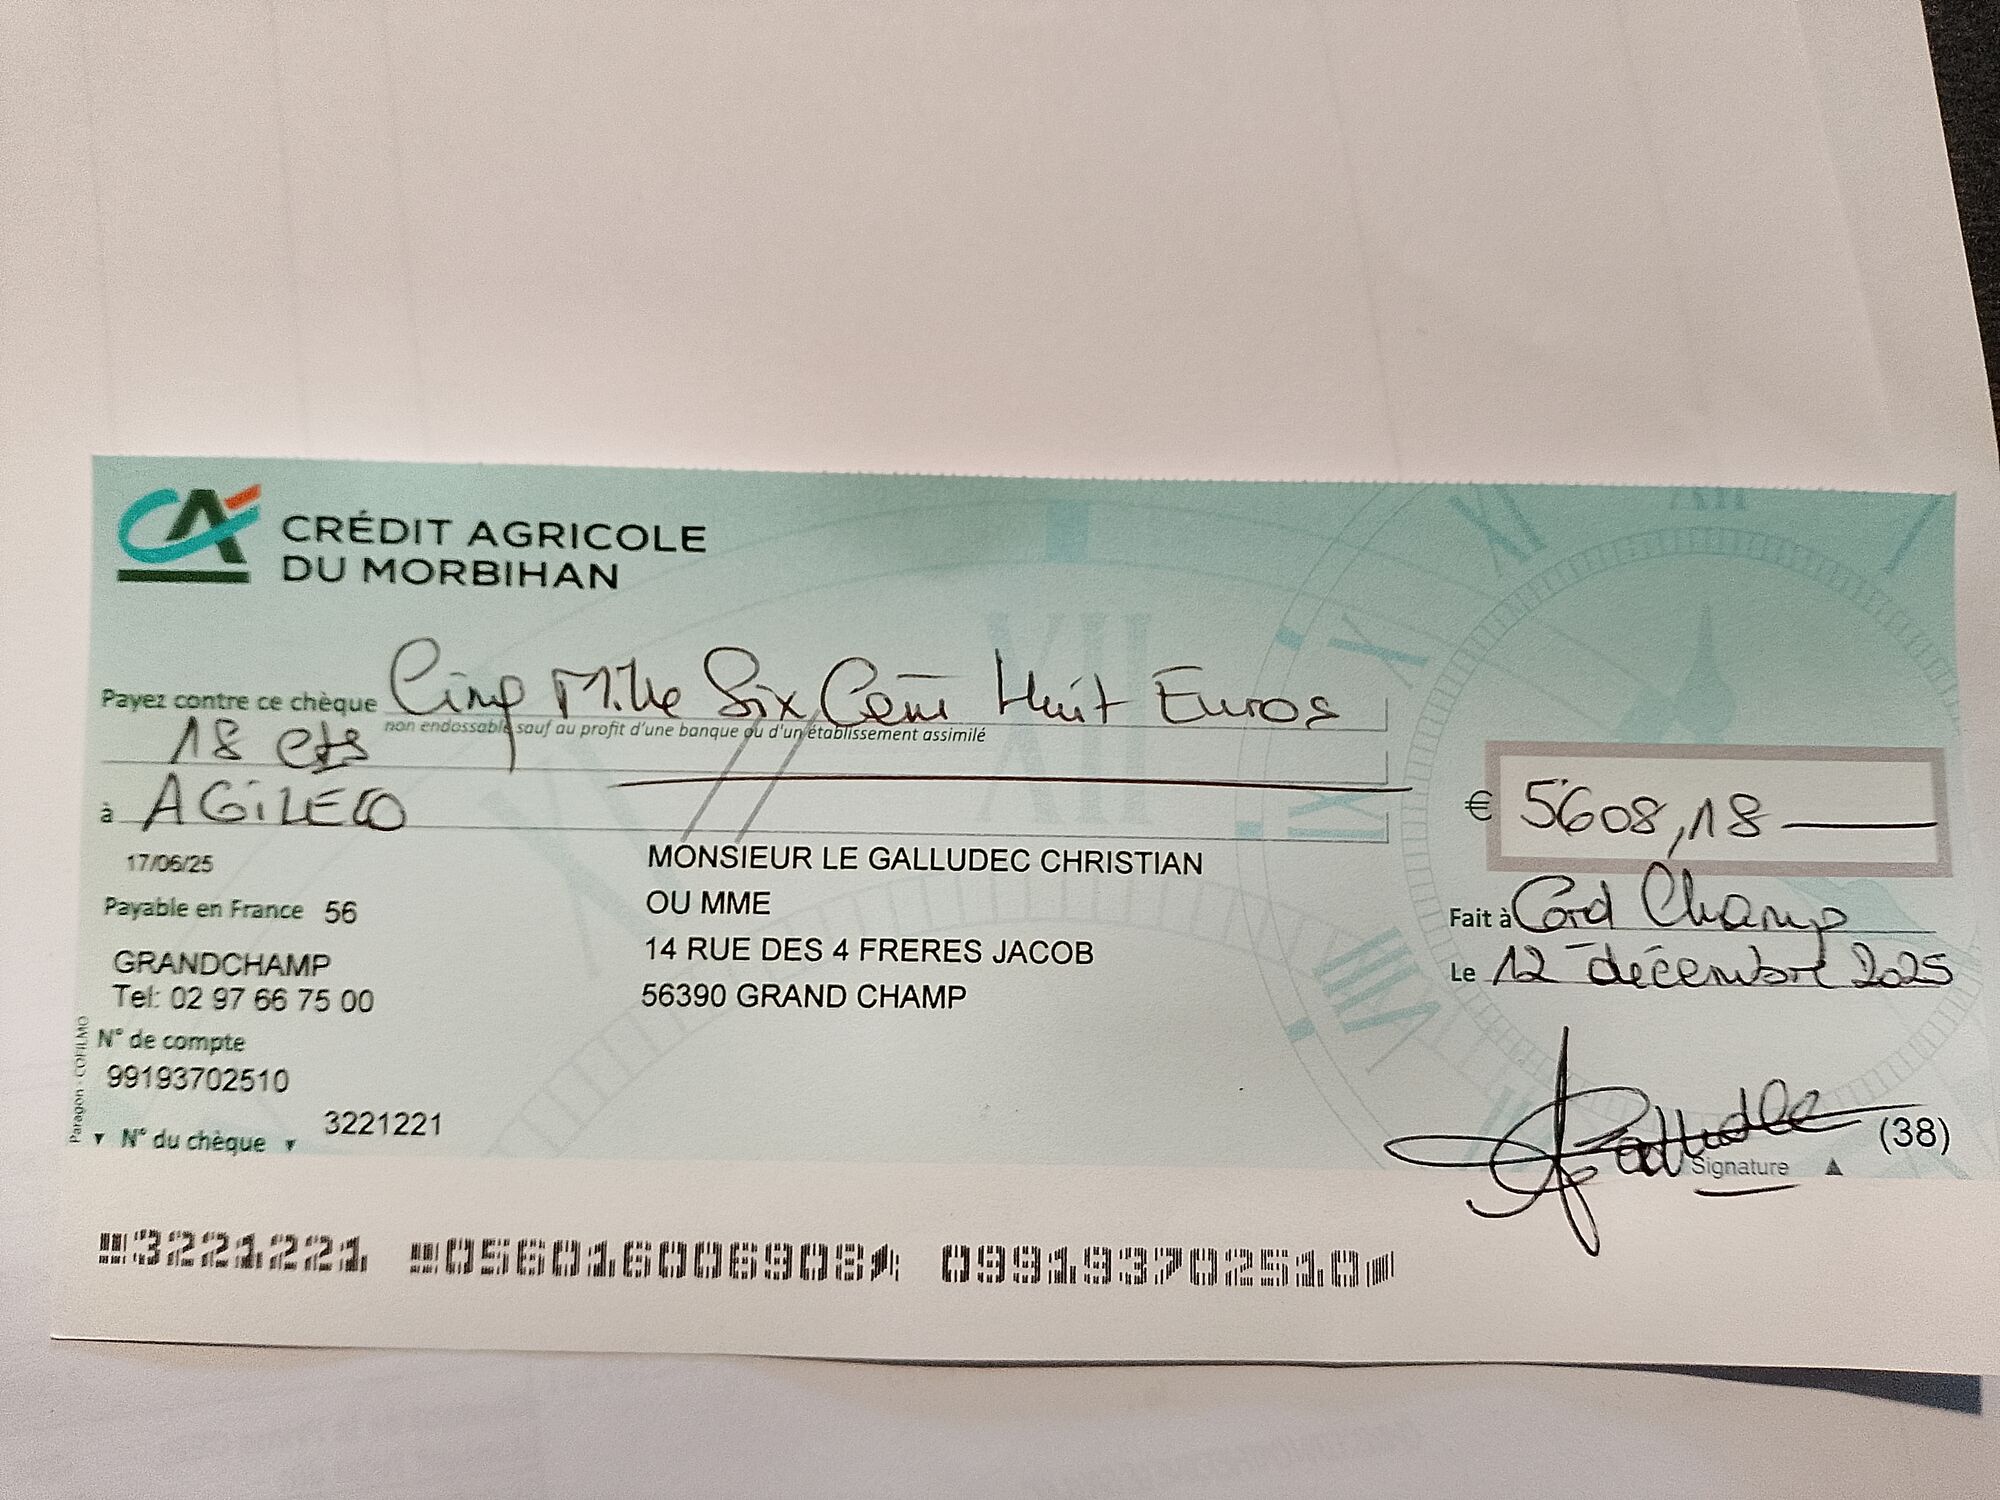 CRÉDIT AGRICOLE
DU MORBIHAN
Payez contre ce chèque Cinq Mille Six Cent Huit Euros
non endossable sauf au profit d'une banque ou d'un établissement assimilé
18 cts
à AGILECO
€ 5608,18
17/06/25
Payable en France 56
GRANDCHAMP
Tel: 02 97 66 75 00
N° de compte
99193702510
3221221
N° du chèque
Paragon - COFILMO
MONSIEUR LE GALLUDEC CHRISTIAN
OU MME
14 RUE DES 4 FRERES JACOB
56390 GRAND CHAMP
Fait à Champ
Le 12 décembre 2025
Signature
(38)
3221221 056016006908 099193702510